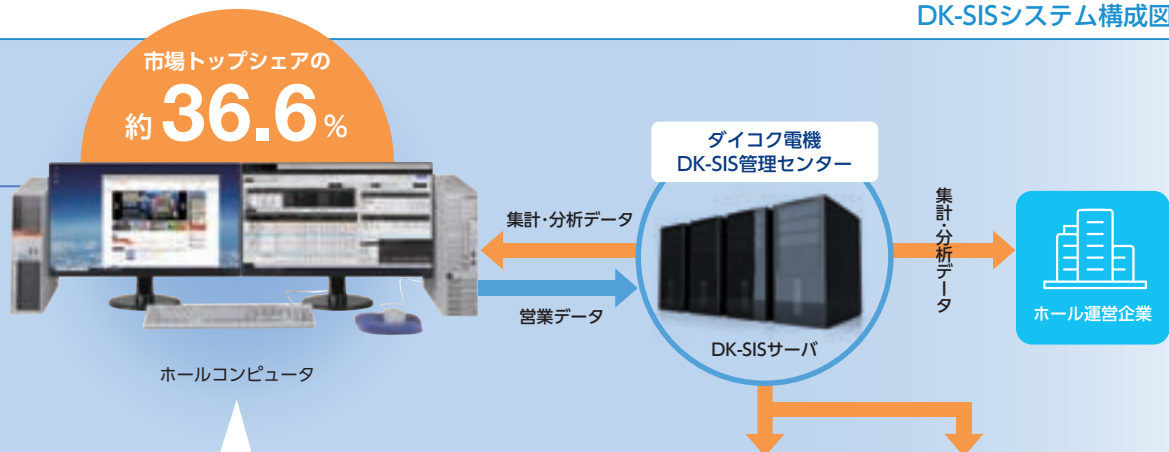 DK-SISシステム構成図
市場トップシェアの
約36.6%
ダイコク電機
DK-SIS管理センター
集計・分析データ
集計・分析データ
営業データ
DK-SISサーバ
ホール運営企業
ホールコンピュータ